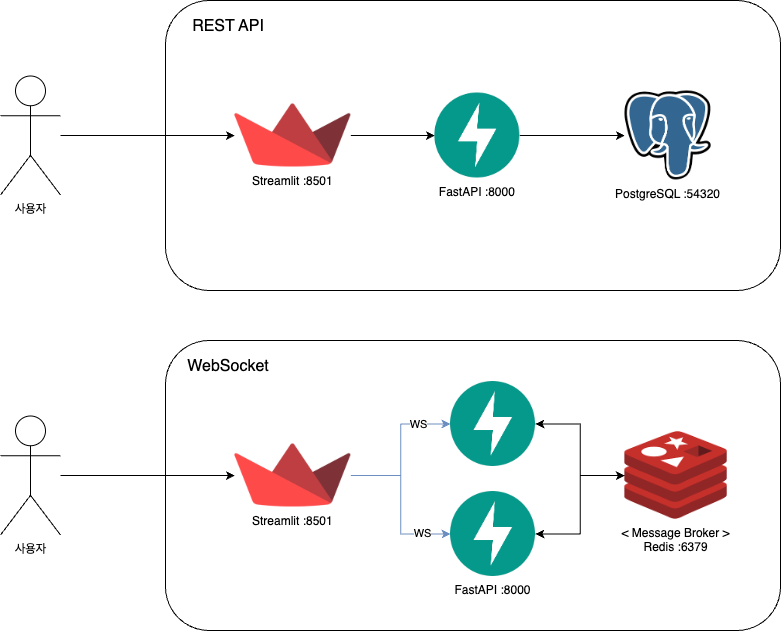 REST API
Streamlit :8501
FastAPI :8000
PostgreSQL :54320
사용자
WebSocket
WS
WS
Streamlit :8501
FastAPI :8000
< Message Broker >
Redis :6379
사용자